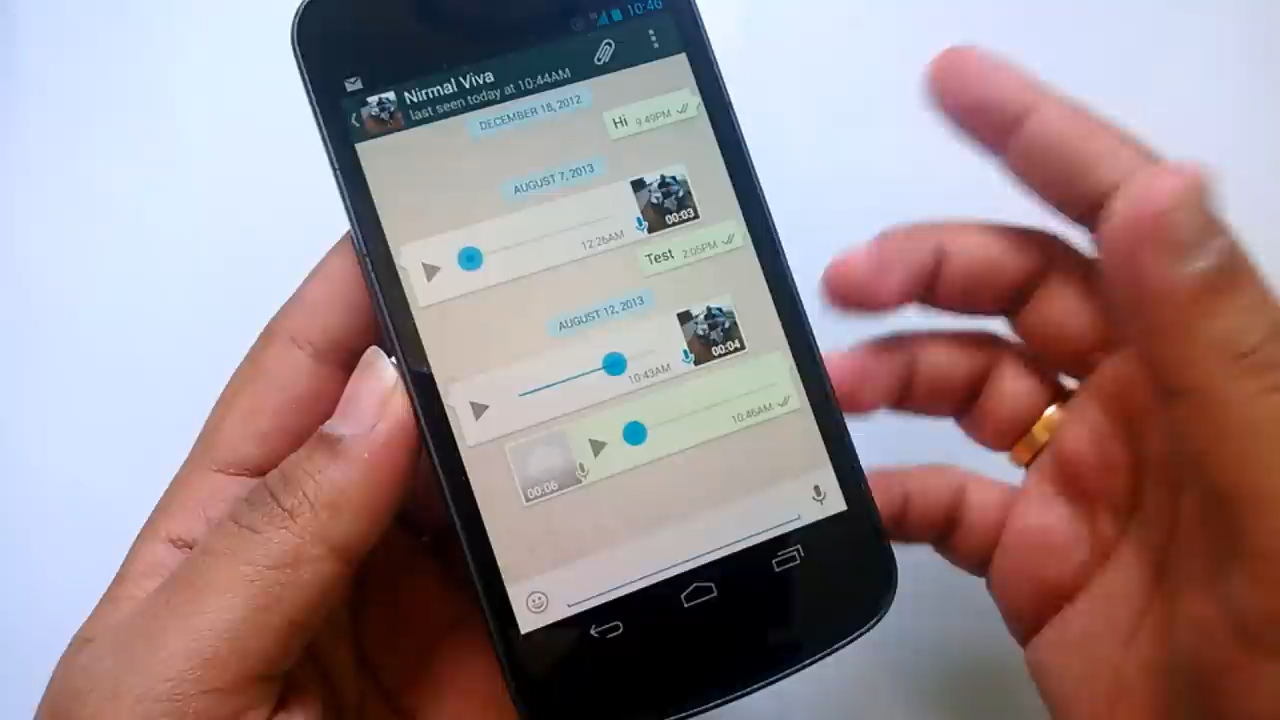 10:46
Nirmal Viva
last seen today at 10:44AM
DECEMBER 18, 2012
Hi 9:49PM
AUGUST 7, 2013
00:03
12:26AM
Test 2:05PM
AUGUST 12, 2013
00:04
10:43AM
10:46AM
00:06